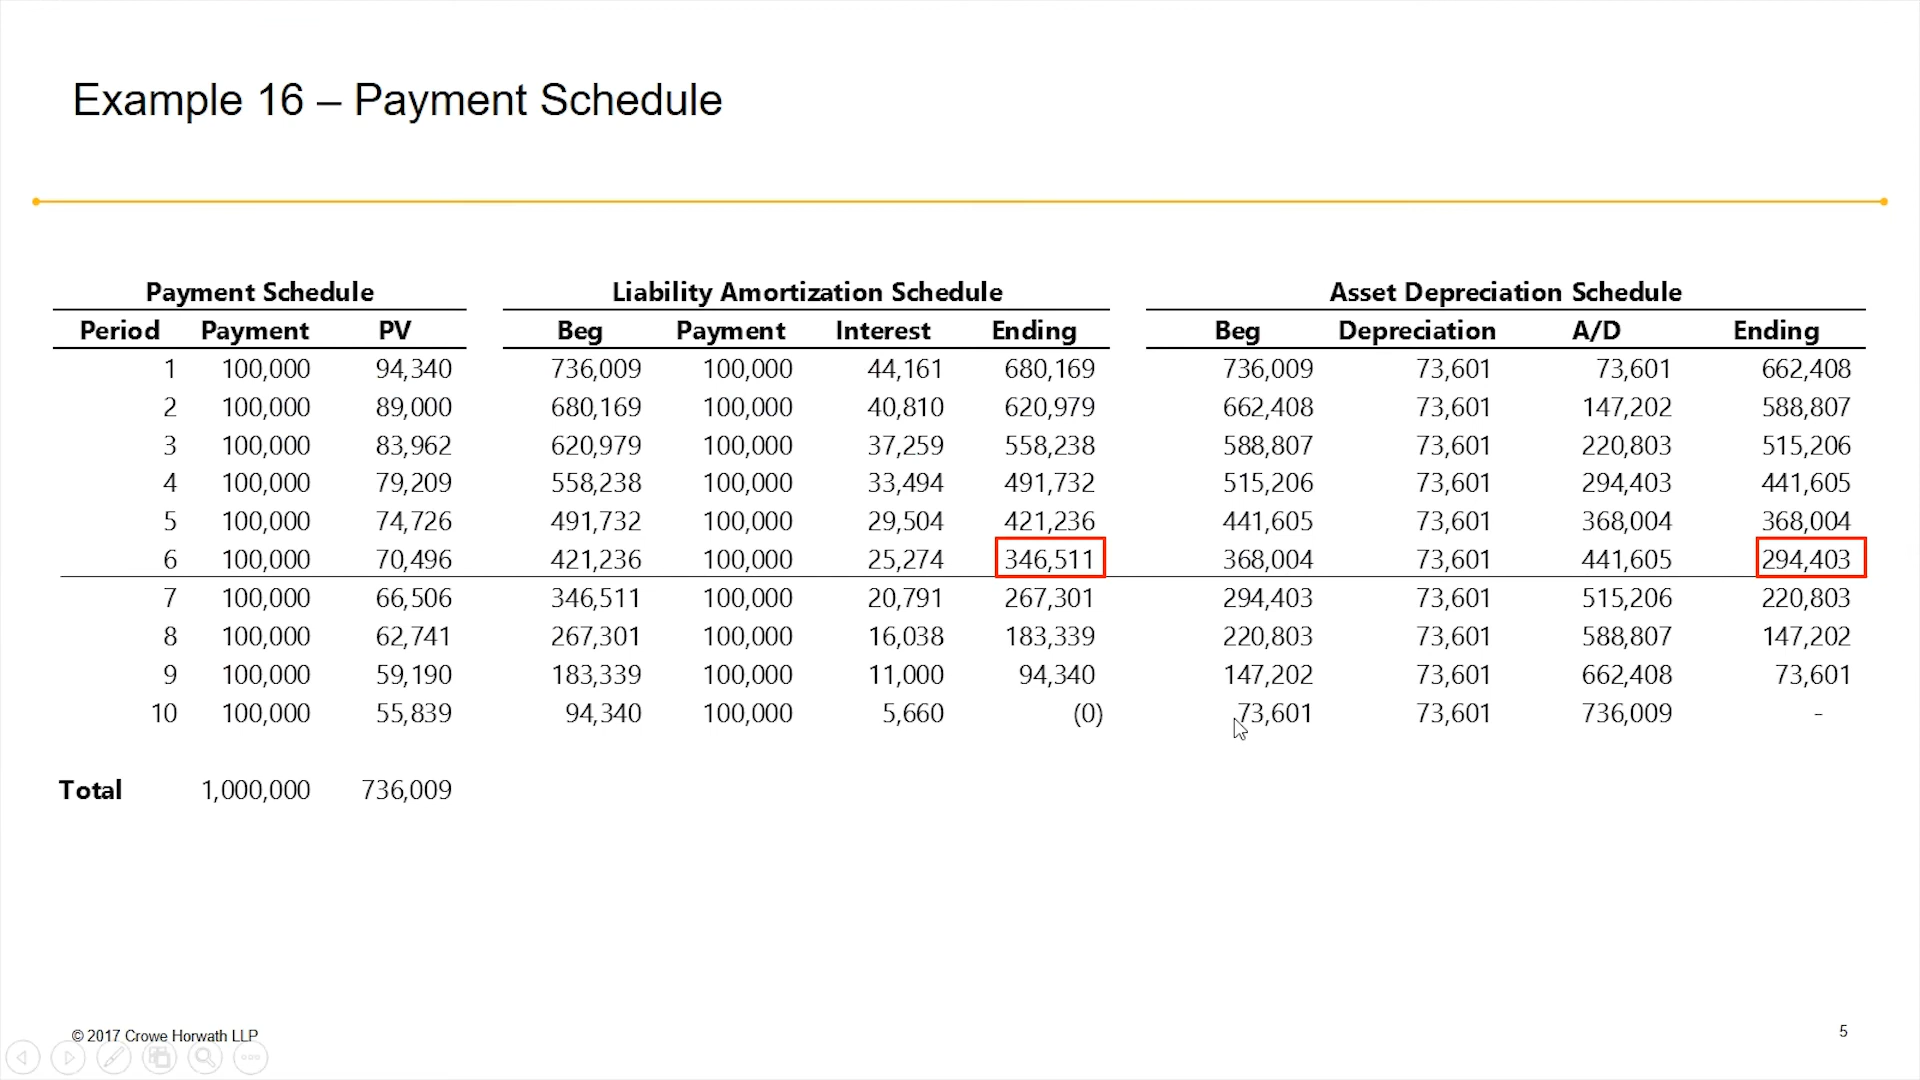 Example 16 – Payment Schedule
Payment Schedule Liability Amortization Schedule Asset Depreciation Schedule
Period Payment PV Beg Payment Interest Ending Beg Depreciation A/D Ending
1 100,000 94,340 736,009 100,000 44,161 680,169 736,009 73,601 73,601 662,408
2 100,000 89,000 680,169 100,000 40,810 620,979 662,408 73,601 147,202 588,807
3 100,000 83,962 620,979 100,000 37,259 558,238 588,807 73,601 220,803 515,206
4 100,000 79,209 558,238 100,000 33,494 491,732 515,206 73,601 294,403 441,605
5 100,000 74,726 491,732 100,000 29,504 421,236 441,605 73,601 368,004 368,004
6 100,000 70,496 421,236 100,000 25,274 346,511 368,004 73,601 441,605 294,403
7 100,000 66,506 346,511 100,000 20,791 267,301 294,403 73,601 515,206 220,803
8 100,000 62,741 267,301 100,000 16,038 183,339 220,803 73,601 588,807 147,202
9 100,000 59,190 183,339 100,000 11,000 94,340 147,202 73,601 662,408 73,601
10 100,000 55,839 94,340 100,000 5,660 (0) 73,601 73,601 736,009 -
Total 1,000,000 736,009
© 2017 Crowe Horwath LLP
5